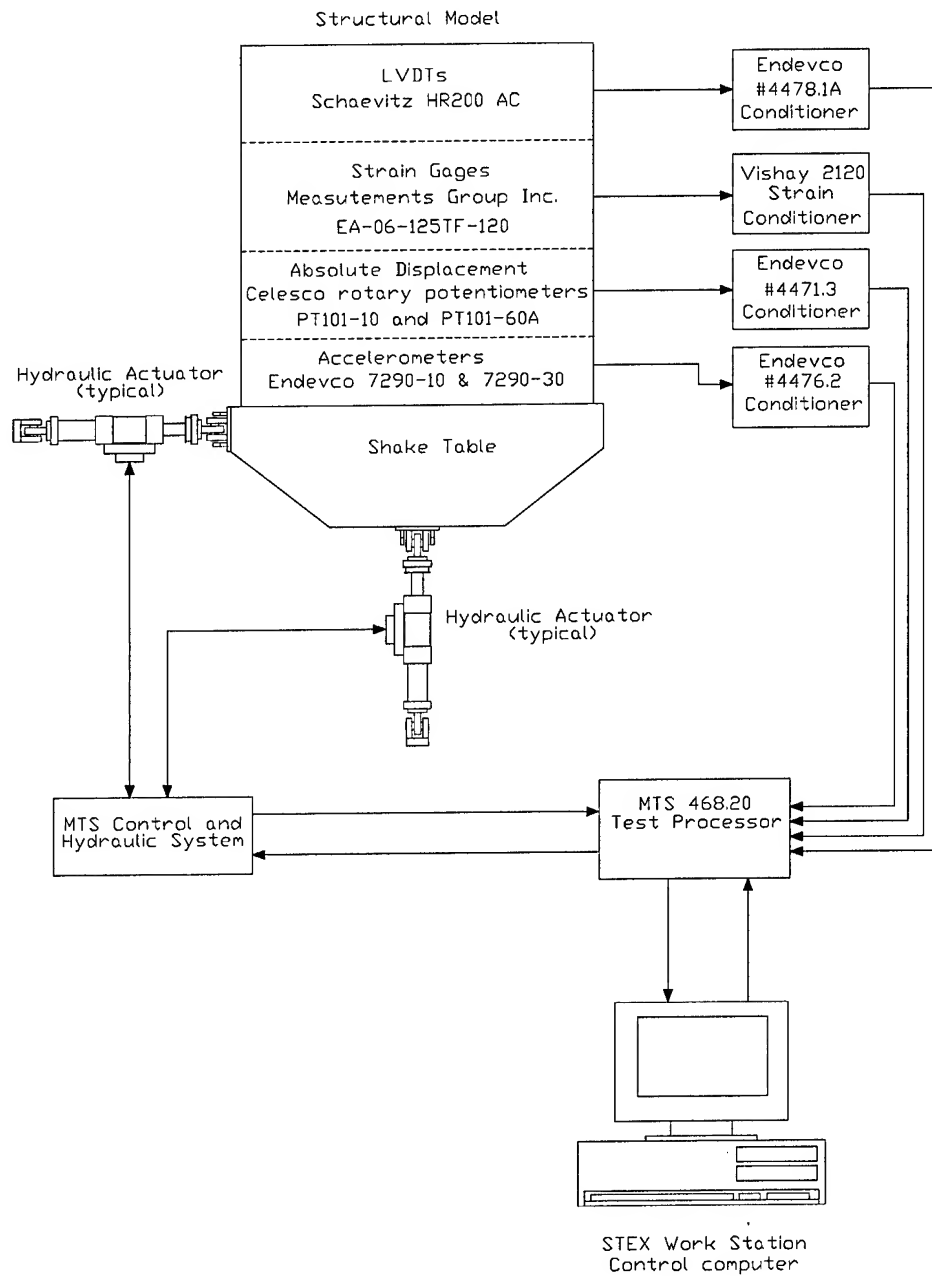 Structural Model
LVDTs
Schaevitz HR200 AC
Endevco
#4478.1A
Conditioner
Strain Gages
Measutements Group Inc.
EA-06-125TF-120
Vishay 2120
Strain
Conditioner
Absolute Displacement
Celesco rotary potentiometers
PT101-10 and PT101-60A
Endevco
#4471.3
Conditioner
Accelerometers
Endevco 7290-10 & 7290-30
Endevco
#4476.2
Conditioner
Hydraulic Actuator
(typical)
Shake Table
Hydraulic Actuator
(typical)
MTS Control and
Hydraulic System
MTS 468.20
Test Processor
STEX Work Station
Control computer